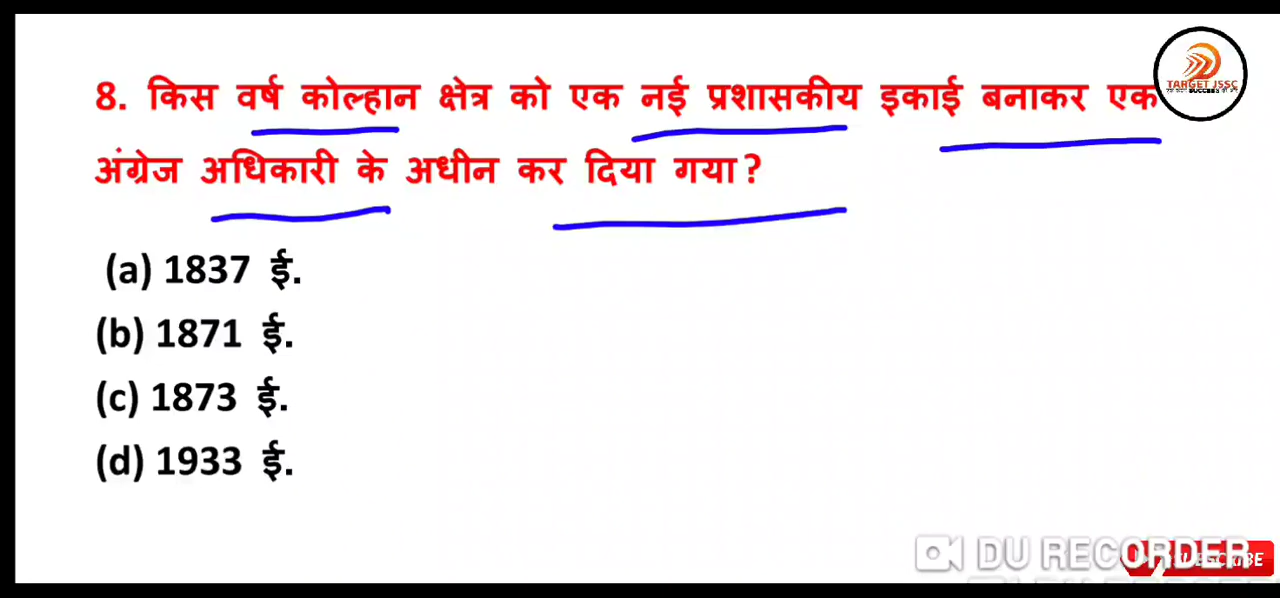 8. किस वर्ष कोल्हान क्षेत्र को एक नई प्रशासकीय इकाई बनाकर एक
अंग्रेज अधिकारी के अधीन कर दिया गया?
(a) 1837 ई.
(b) 1871 ई.
(c) 1873 ई.
(d) 1933 ई.
TARGET JSSC
SUCCESS
DU RECORDER